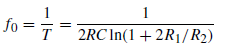 f₀ = 1/T = 1/(2RC ln(1 + 2R₁/R₂))